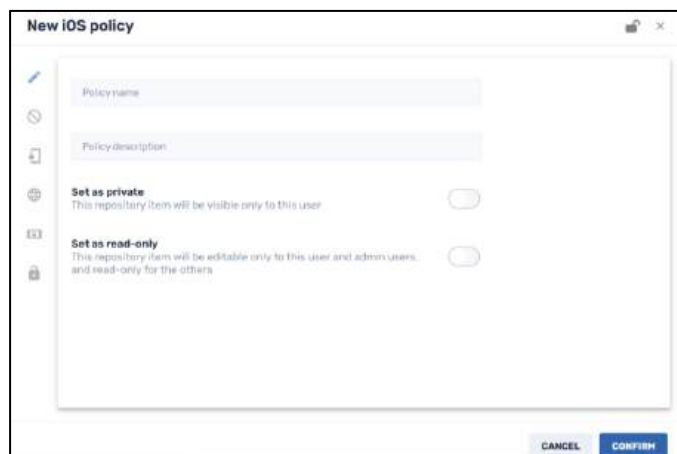 New iOS policy
Policy name
Policy description
Set as private
This repository item will be visible only to this user
Set as read-only
This repository item will be editable only to this user and admin users,
and read-only for the others
CANCEL
CONFIRM